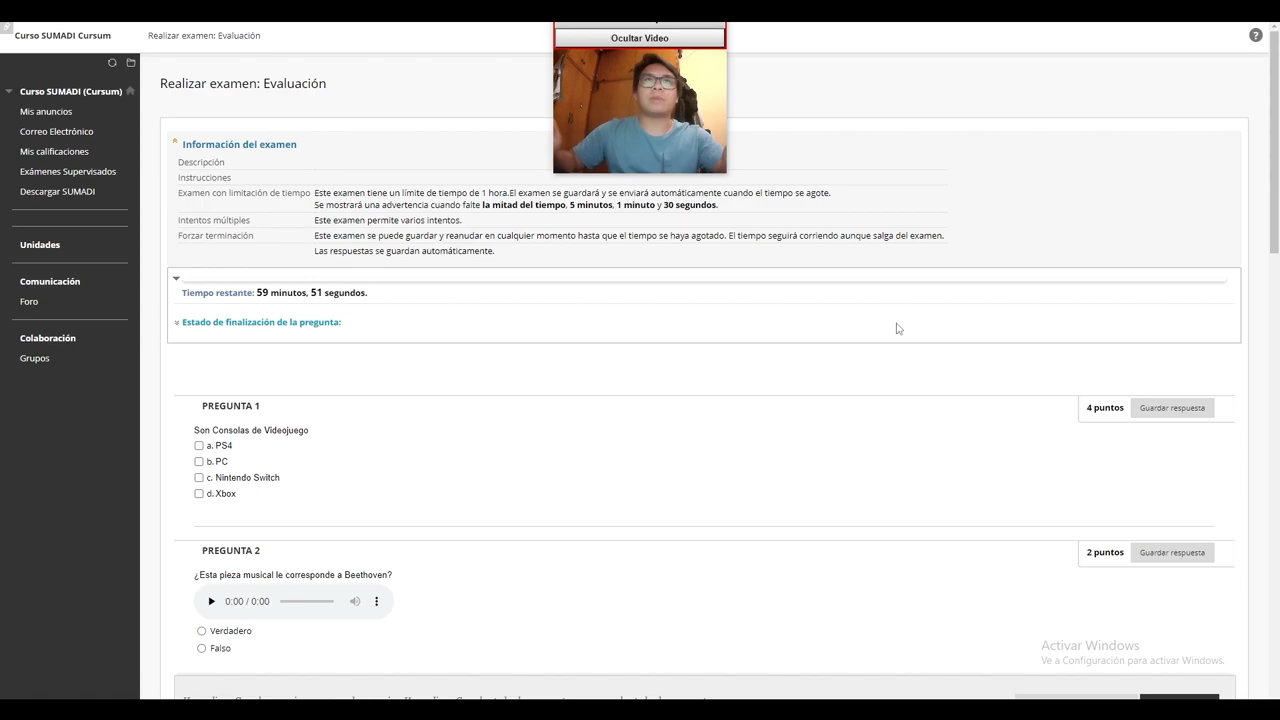 Curso SUMADI Cursum
Realizar examen: Evaluación
Ocultar Video
?
Curso SUMADI (Cursum)
Mis anuncios
Correo Electrónico
Mis calificaciones
Exámenes Supervisados
Descargar SUMADI
Unidades
Comunicación
Foro
Colaboración
Grupos
Realizar examen: Evaluación
Información del examen
Descripción
Instrucciones
Examen con limitación de tiempo Este examen tiene un límite de tiempo de 1 hora.El examen se guardará y se enviará automáticamente cuando el tiempo se agote.
Se mostrará una advertencia cuando falte la mitad del tiempo, 5 minutos, 1 minuto y 30 segundos.
Intentos múltiples Este examen permite varios intentos.
Forzar terminación Este examen se puede guardar y reanudar en cualquier momento hasta que el tiempo se haya agotado. El tiempo seguirá corriendo aunque salga del examen.
Las respuestas se guardan automáticamente.
Tiempo restante: 59 minutos, 51 segundos.
Estado de finalización de la pregunta:
PREGUNTA 1
4 puntos Guardar respuesta
Son Consolas de Videojuego
a. PS4
b. PC
c. Nintendo Switch
d. Xbox
PREGUNTA 2
2 puntos Guardar respuesta
¿Esta pieza musical le corresponde a Beethoven?
0:00 / 0:00
Verdadero
Falso
Activar Windows
Ve a Configuración para activar Windows.